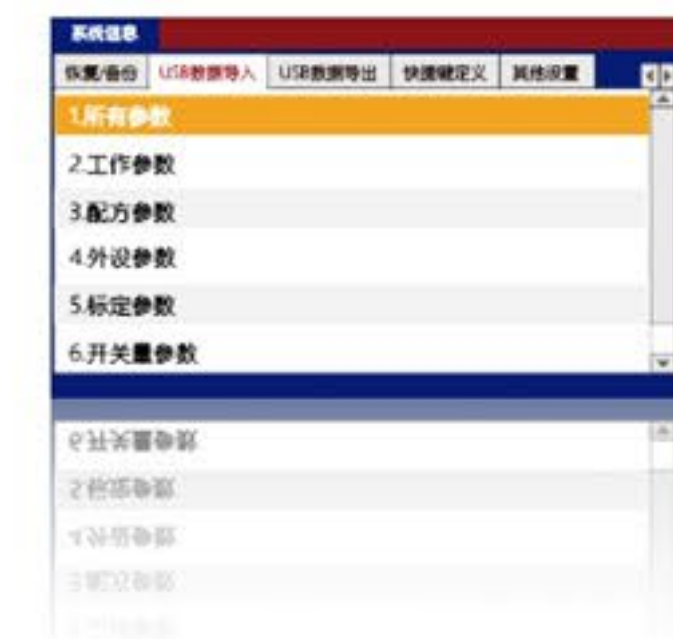 系统信息
恢复/备份 USB数据导入 USB数据导出 快捷键定义 其他设置
1.所有参数
2.工作参数
3.配方参数
4.外设参数
5.标定参数
6.开关量参数